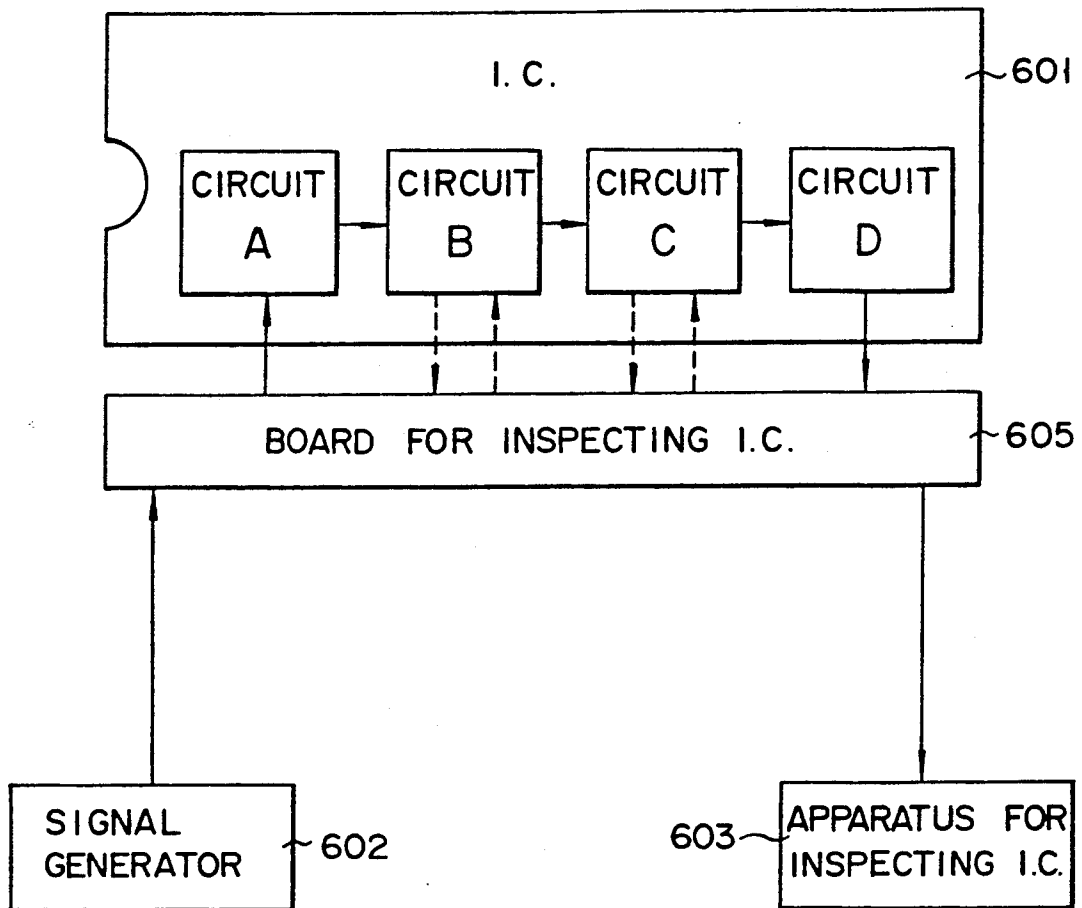 I.C.
601
CIRCUIT
A
CIRCUIT
B
CIRCUIT
C
CIRCUIT
D
BOARD FOR INSPECTING I.C.
605
SIGNAL
GENERATOR
602
603
APPARATUS FOR
INSPECTING I.C.